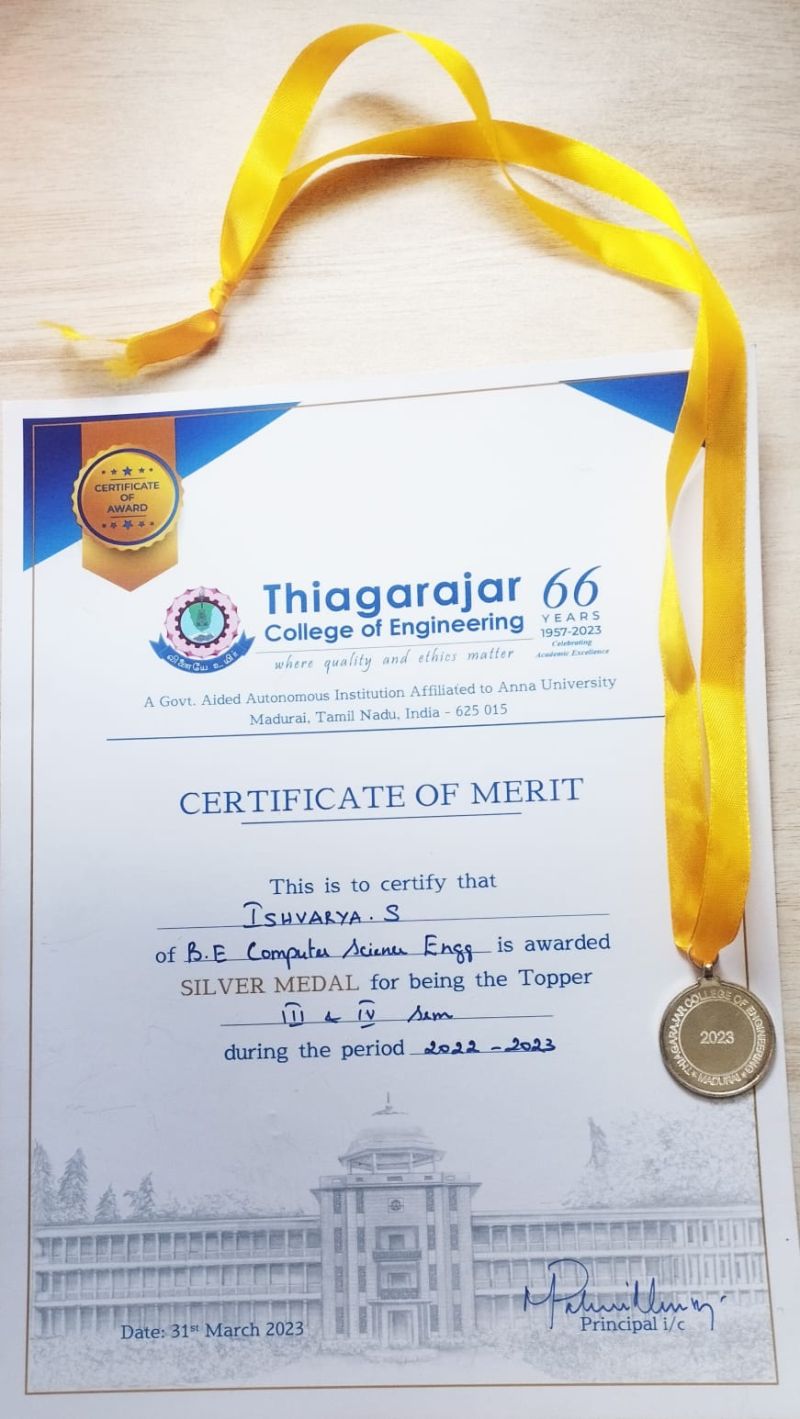 CERTIFICATE
OF
AWARD
Thiagarajar
College of Engineering
where quality and ethics matter
66
YEARS
1957-2023
Celebrating
Academic Excellence
வினையே உயிர்
A Govt. Aided Autonomous Institution Affiliated to Anna University
Madurai, Tamil Nadu, India - 625 015
CERTIFICATE OF MERIT
This is to certify that
ISHVARYA. S
of B.E Computer Science Engg is awarded
SILVER MEDAL for being the Topper
III & IV Sem
during the period 2022 - 2023
THIAGARAJAR COLLEGE OF ENGINEERING
2023
★ MADURAI ★
Date: 31st March 2023
Principal i/c